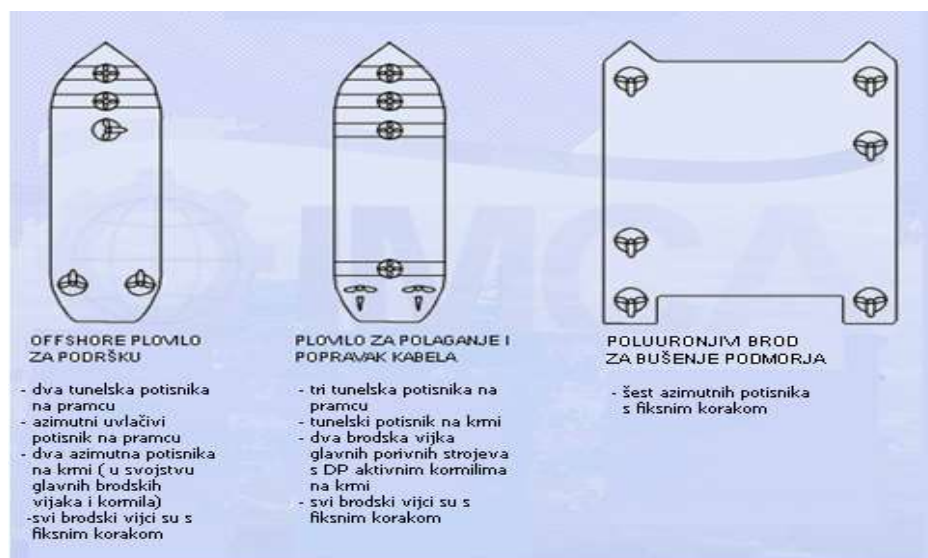 IMCA
OFFSHORE PLOVILO
ZA PODRŠKU
- dva tunelska potisnika
na pramcu
- azimutni uvlačivi
potisnik na pramcu
- dva azimutna potisnika
na krmi ( u svojstvu
glavnih brodskih
vijaka i kormila)
-svi brodski vijci su s
fiksnim korakom
PLOVILO ZA POLAGANJE I
POPRAVAK KABELA
- tri tunelska potisnika na
pramcu
- tunelski potisnik na krmi
- dva brodska vijka
glavnih porivnih strojeva
s DP aktivnim kormilima
na krmi
- svi brodski vijci su s
fiksnim korakom
POLUURONJIVI BROD
ZA BUŠENJE PODMORJA
- šest azimutnih potisnika
s fiksnim korakom